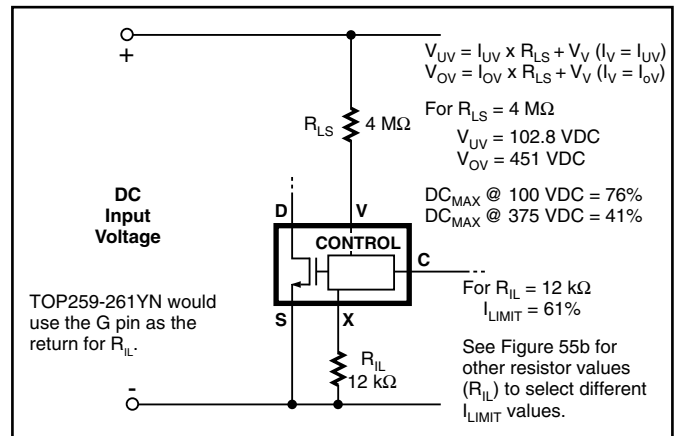 +
V_UV = I_UV x R_LS + V_V (I_V = I_UV)
V_OV = I_OV x R_LS + V_V (I_V = I_oV)
For R_LS = 4 MΩ
V_UV = 102.8 VDC
V_OV = 451 VDC
DC_MAX @ 100 VDC = 76%
DC_MAX @ 375 VDC = 41%
R_LS
4 MΩ
DC
Input
Voltage
D
V
CONTROL
C
S
X
For R_IL = 12 kΩ
I_LIMIT = 61%
TOP259-261YN would
use the G pin as the
return for R_IL.
R_IL
12 kΩ
See Figure 55b for
other resistor values
(R_IL) to select different
I_LIMIT values.
-